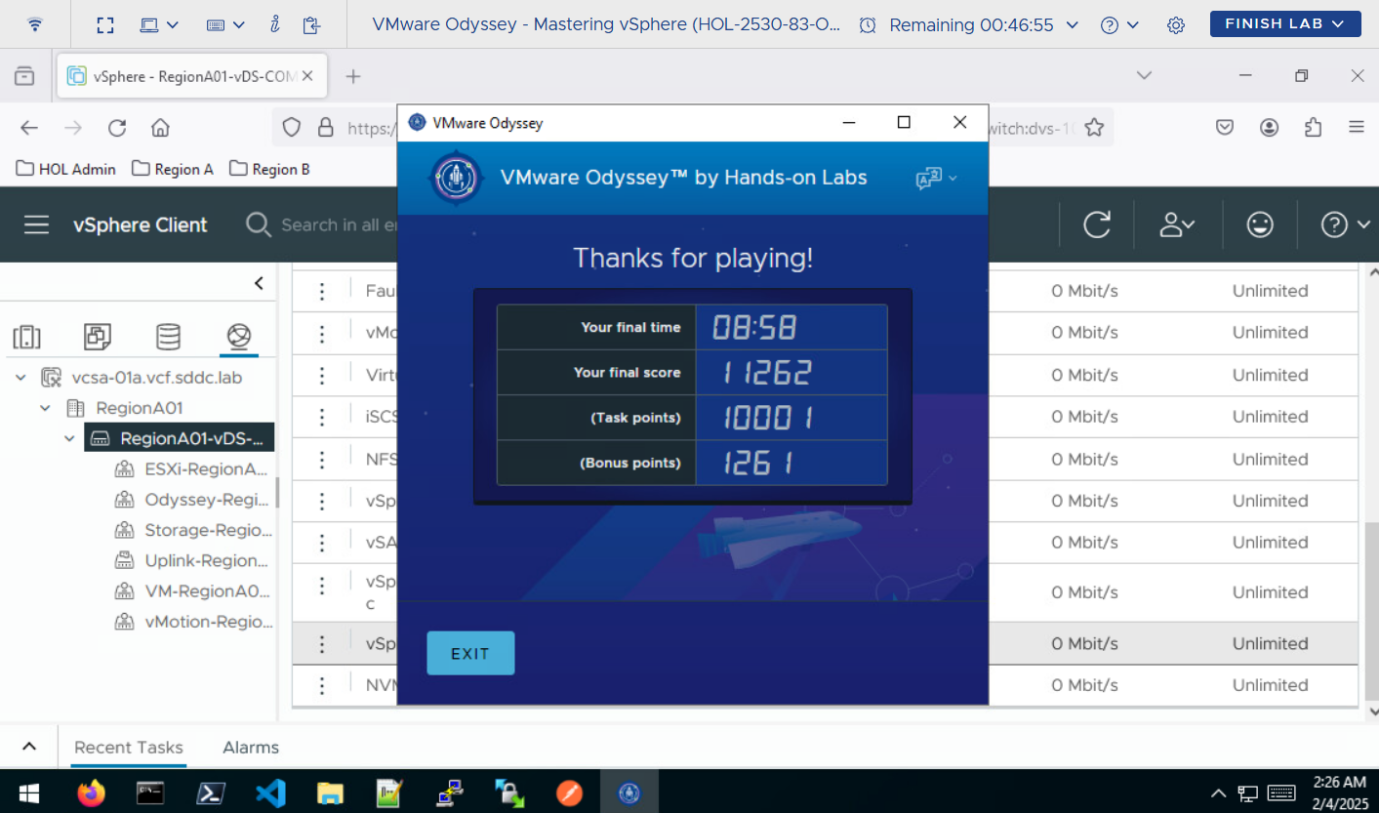 VMware Odyssey - Mastering vSphere (HOL-2530-83-O... Remaining 00:46:55 FINISH LAB
vSphere - RegionA01-vDS-COM
https:/ witch:dvs-10
HOL Admin Region A Region B
VMware Odyssey
VMware Odyssey™ by Hands-on Labs
vSphere Client Search in all e
Thanks for playing!
Your final time 08:58
Your final score 11262
(Task points) 10001
(Bonus points) 1261
EXIT
vcsa-01a.vcf.sddc.lab
RegionA01
RegionA01-vDS-...
ESXi-RegionA...
Odyssey-Regi...
Storage-Regio...
Uplink-Region...
VM-RegionA0...
vMotion-Regio...
Fau 0 Mbit/s Unlimited
vMo 0 Mbit/s Unlimited
Virt 0 Mbit/s Unlimited
iSCS 0 Mbit/s Unlimited
NFS 0 Mbit/s Unlimited
vSp 0 Mbit/s Unlimited
vSA 0 Mbit/s Unlimited
vSp 0 Mbit/s Unlimited
c
vSp 0 Mbit/s Unlimited
NVM 0 Mbit/s Unlimited
Recent Tasks Alarms
2:26 AM
2/4/2025